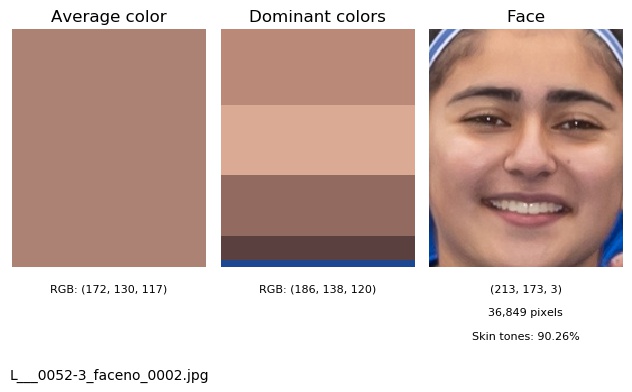 Average color
Dominant colors
Face
RGB: (172, 130, 117)
RGB: (186, 138, 120)
(213, 173, 3)
36,849 pixels
Skin tones: 90.26%
L___0052-3_faceno_0002.jpg